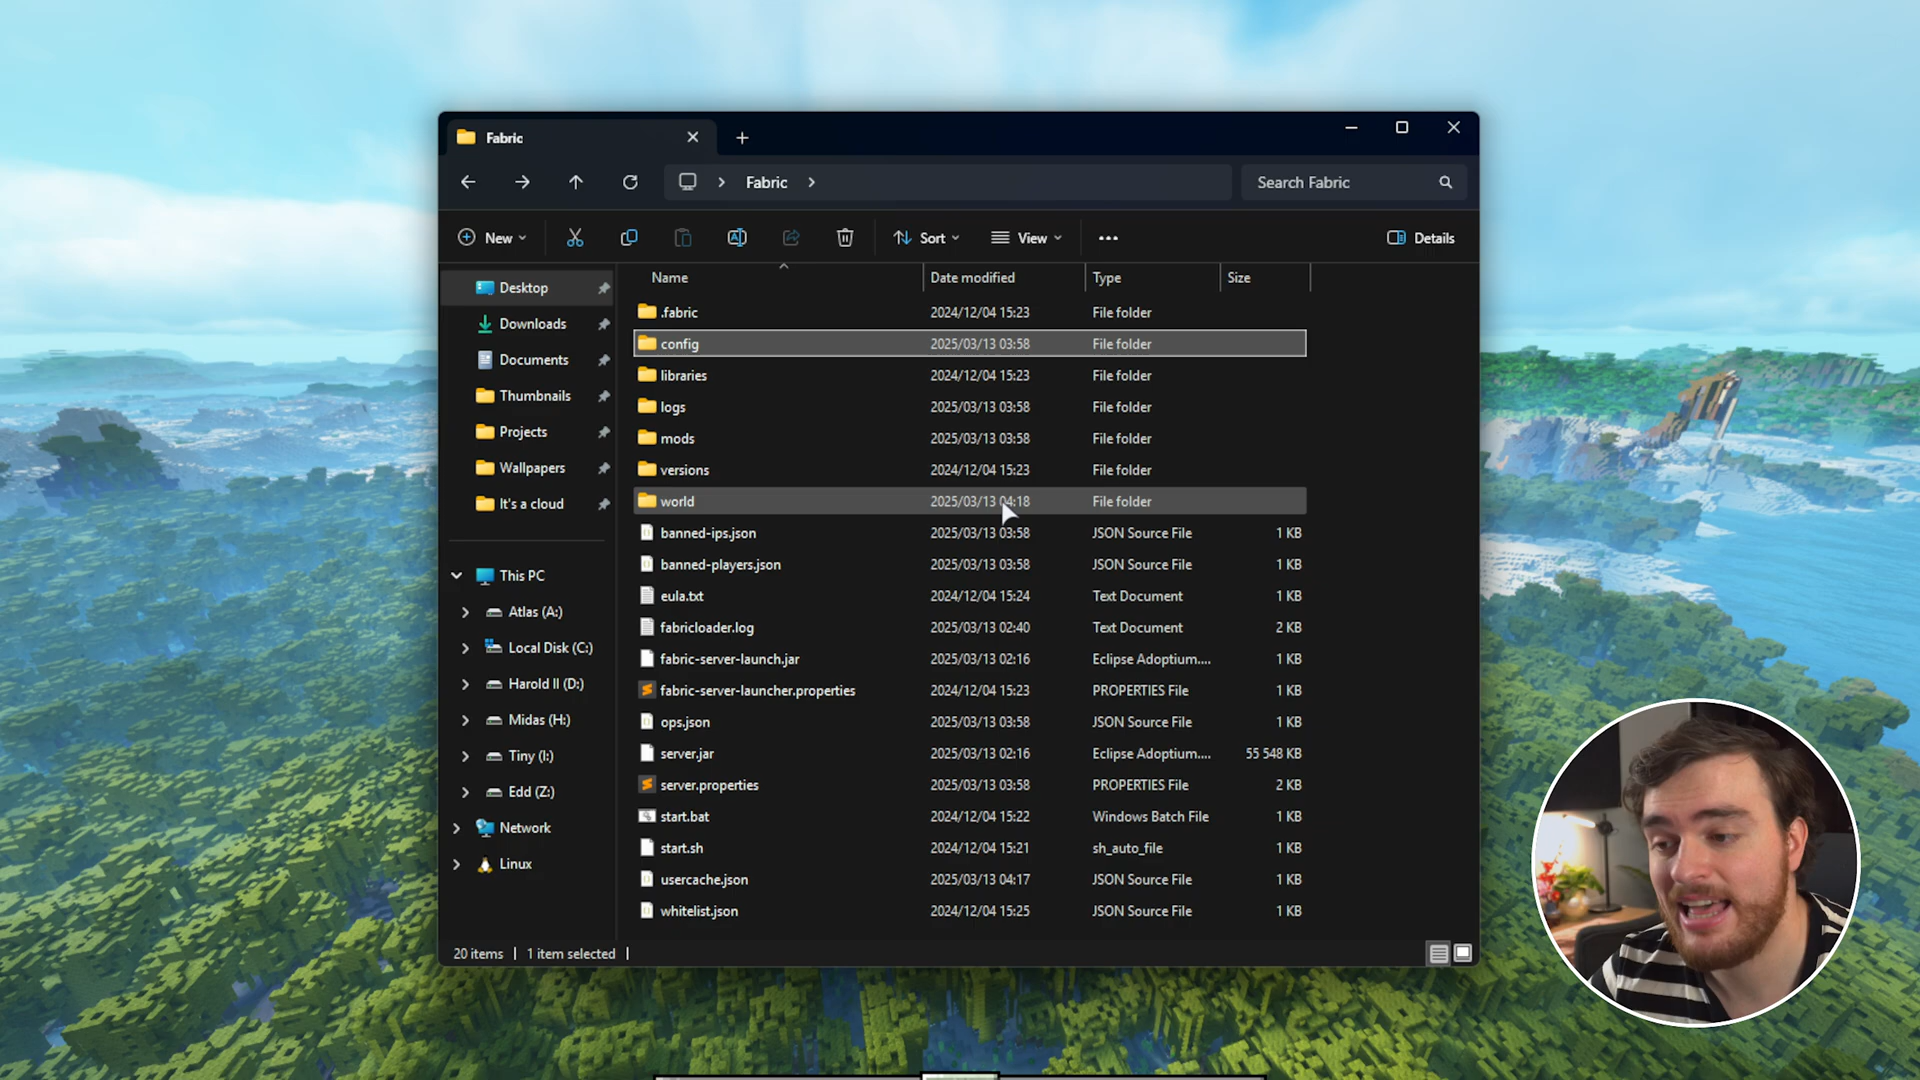 Fabric
Fabric
Search Fabric
New
Sort
View
Details
Name Date modified Type Size
Desktop
Downloads
Documents
Thumbnails
Projects
Wallpapers
It's a cloud
This PC
Atlas (A:)
Local Disk (C:)
Harold II (D:)
Midas (H:)
Tiny (I:)
Edd (Z:)
Network
Linux
.fabric 2024/12/04 15:23 File folder
config 2025/03/13 03:58 File folder
libraries 2024/12/04 15:23 File folder
logs 2025/03/13 03:58 File folder
mods 2025/03/13 03:58 File folder
versions 2024/12/04 15:23 File folder
world 2025/03/13 04:18 File folder
banned-ips.json 2025/03/13 03:58 JSON Source File 1 KB
banned-players.json 2025/03/13 03:58 JSON Source File 1 KB
eula.txt 2024/12/04 15:24 Text Document 1 KB
fabricloader.log 2025/03/13 02:40 Text Document 2 KB
fabric-server-launch.jar 2025/03/13 02:16 Eclipse Adoptium.... 1 KB
fabric-server-launcher.properties 2024/12/04 15:23 PROPERTIES File 1 KB
ops.json 2025/03/13 03:58 JSON Source File 1 KB
server.jar 2025/03/13 02:16 Eclipse Adoptium.... 55 548 KB
server.properties 2025/03/13 03:58 PROPERTIES File 2 KB
start.bat 2024/12/04 15:22 Windows Batch File 1 KB
start.sh 2024/12/04 15:21 sh_auto_file 1 KB
usercache.json 2025/03/13 04:17 JSON Source File 1 KB
whitelist.json 2024/12/04 15:25 JSON Source File 1 KB
20 items | 1 item selected |